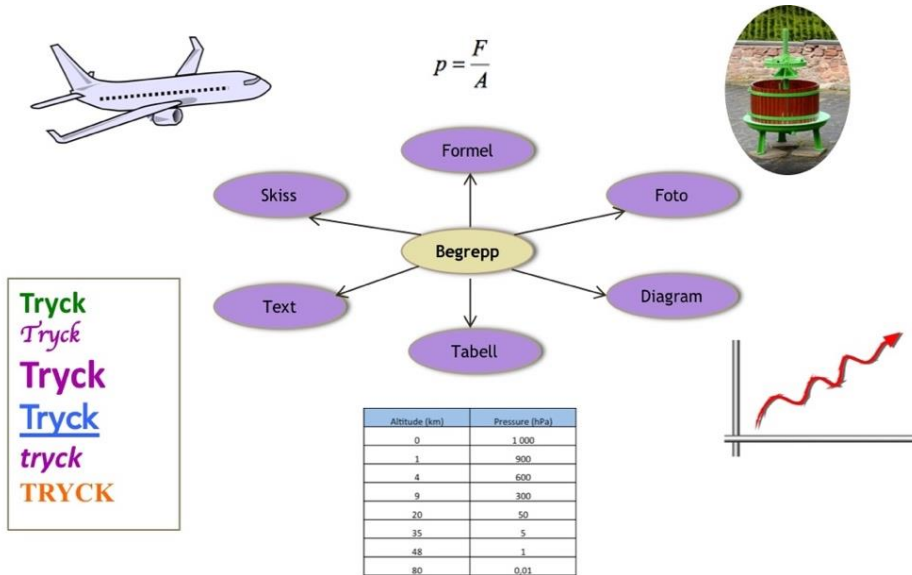 p = F/A
Formel
Skiss
Foto
Begrepp
Text
Diagram
Tabell
Tryck
Tryck
Tryck
Tryck
tryck
TRYCK
Altitude (km) Pressure (hPa)
0 1 000
1 900
4 600
9 300
20 50
35 5
48 1
80 0,01